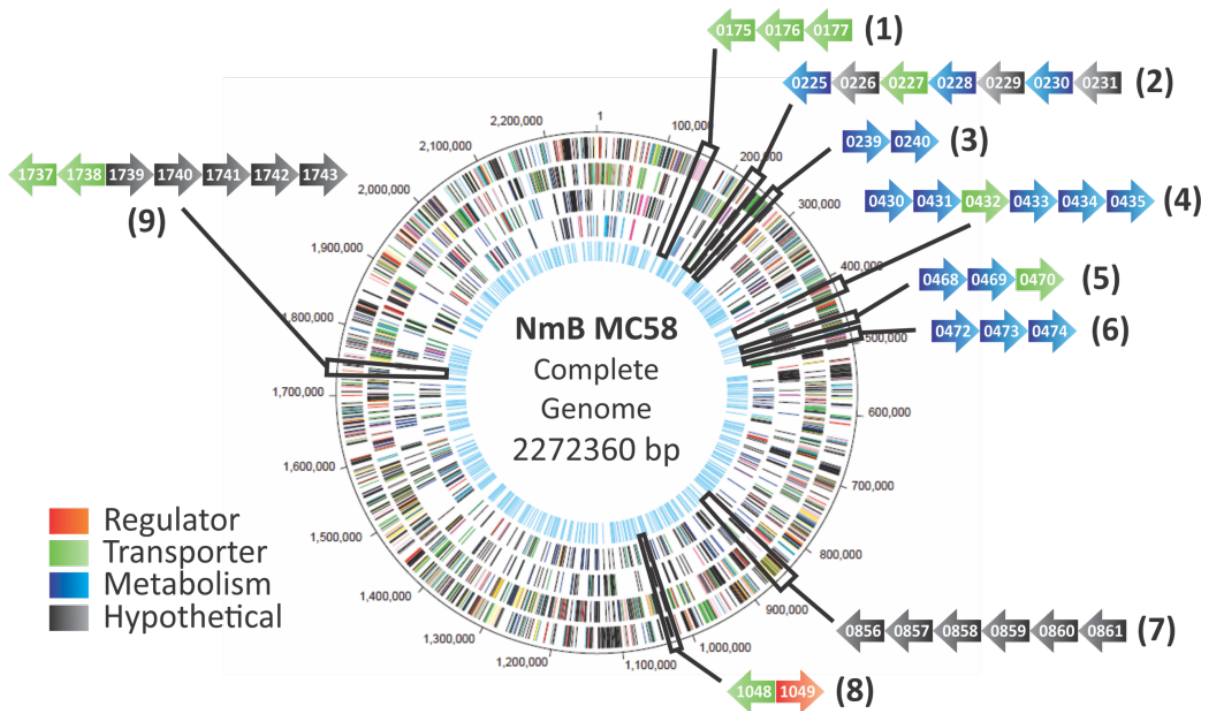 0175 0176 0177 (1)
0225 0226 0227 0228 0229 0230 0231 (2)
0239 0240 (3)
0430 0431 0432 0433 0434 0435 (4)
0468 0469 0470 (5)
0472 0473 0474 (6)
0856 0857 0858 0859 0860 0861 (7)
1048 1049 (8)
1737 1738 1739 1740 1741 1742 1743
(9)
1
100,000
200,000
300,000
400,000
500,000
600,000
700,000
800,000
900,000
1,000,000
1,100,000
1,200,000
1,300,000
1,400,000
1,500,000
1,600,000
1,700,000
1,800,000
1,900,000
2,000,000
2,100,000
2,200,000
NmB MC58
Complete
Genome
2272360 bp
Regulator
Transporter
Metabolism
Hypothetical